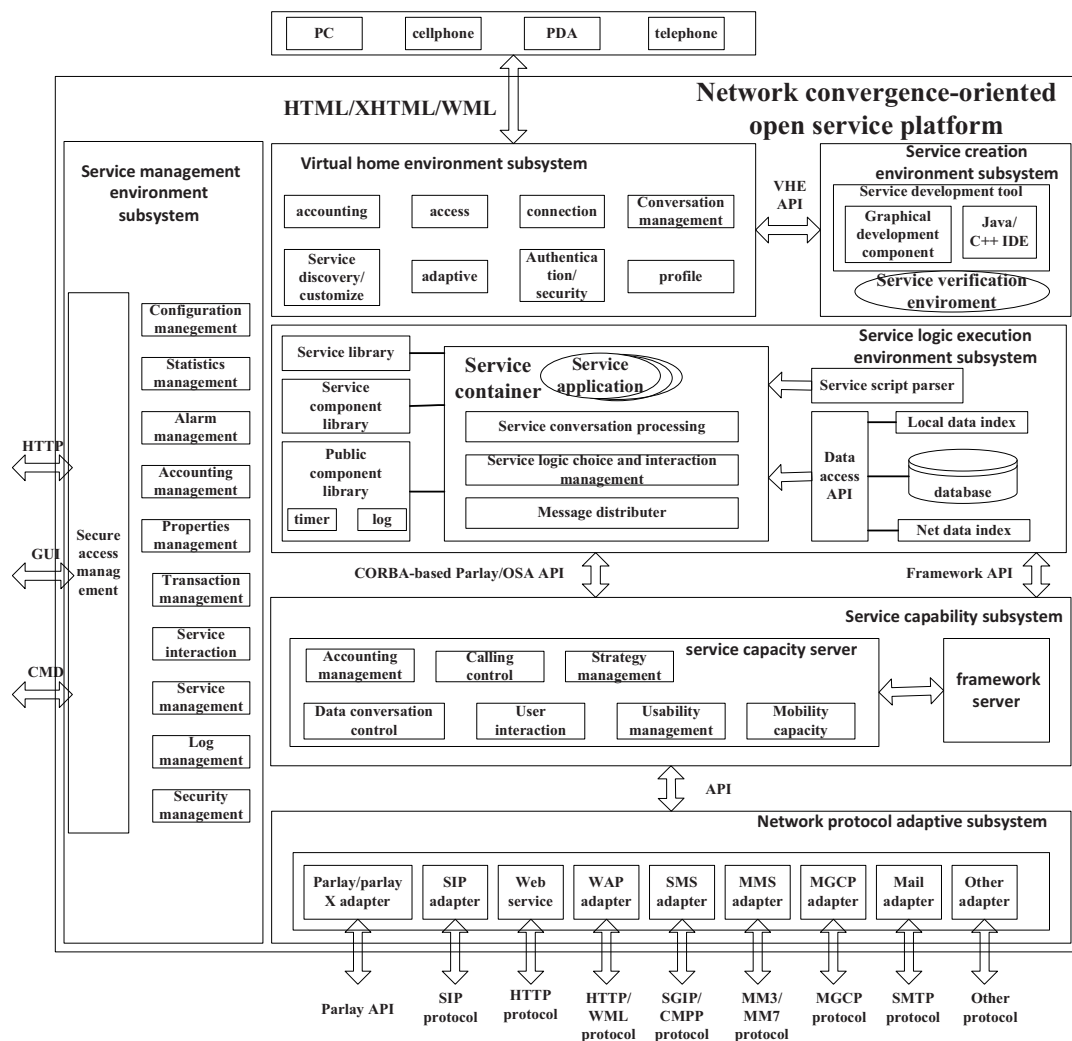 PC
cellphone
PDA
telephone
HTML/XHTML/WML
Network convergence-oriented
open service platform
Service management
environment
subsystem
Secure
access
manag
ement
Configuration
manegement
Statistics
management
Alarm
management
Accounting
management
Properties
management
Transaction
management
Service
interaction
Service
management
Log
management
Security
management
HTTP
GUI
CMD
Virtual home environment subsystem
accounting
access
connection
Conversation
management
Service
discovery/
customize
adaptive
Authentica
tion/
security
profile
VHE
API
Service creation
environment subsystem
Service development tool
Graphical
development
component
Java/
C++ IDE
Service verification
enviroment
Service logic execution
environment subsystem
Service library
Service
component
library
Public
component
library
timer
log
Service
container
Service
application
Service conversation processing
Service logic choice and interaction
management
Message distributer
Service script parser
Data
access
API
Local data index
database
Net data index
CORBA-based Parlay/OSA API
Framework API
Service capability subsystem
service capacity server
Accounting
management
Calling
control
Strategy
management
Data conversation
control
User
interaction
Usability
management
Mobility
capacity
framework
server
API
Network protocol adaptive subsystem
Parlay/parlay
X adapter
SIP
adapter
Web
service
WAP
adapter
SMS
adapter
MMS
adapter
MGCP
adapter
Mail
adapter
Other
adapter
Parlay API
SIP
protocol
HTTP
protocol
HTTP/
WML
protocol
SGIP/
CMPP
protocol
MM3/
MM7
protocol
MGCP
protocol
SMTP
protocol
Other
protocol